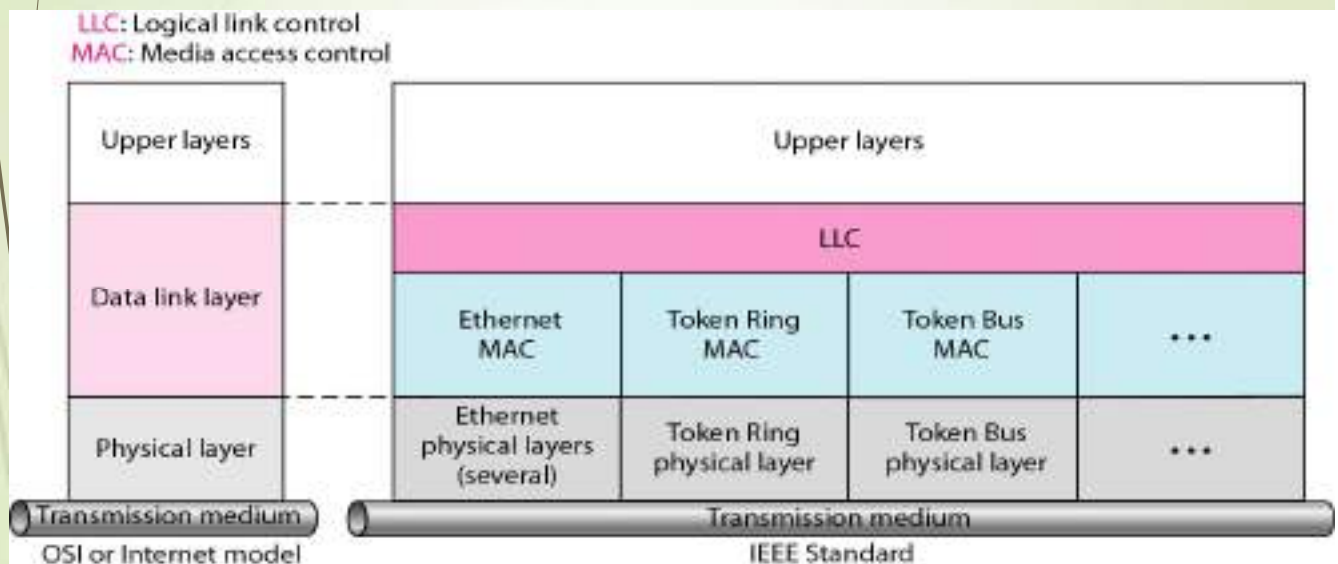 LLC: Logical link control
MAC: Media access control
Upper layers
Data link layer
Physical layer
Transmission medium
OSI or Internet model
Upper layers
LLC
Ethernet
MAC
Token Ring
MAC
Token Bus
MAC
...
Ethernet
physical layers
(several)
Token Ring
physical layer
Token Bus
physical layer
...
Transmission medium
IEEE Standard